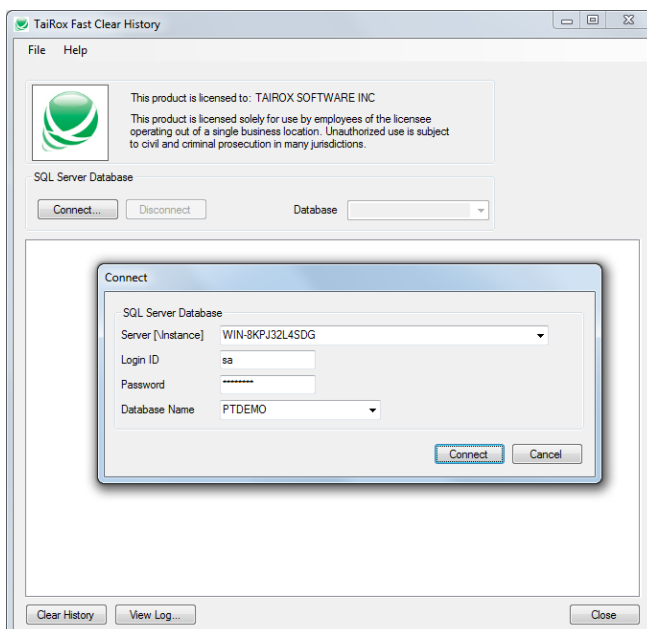 TaiRox Fast Clear History
File Help
This product is licensed to: TAIROX SOFTWARE INC
This product is licensed solely for use by employees of the licensee
operating out of a single business location. Unauthorized use is subject
to civil and criminal prosecution in many jurisdictions.
SQL Server Database
Connect... Disconnect Database
Connect
SQL Server Database
Server [\Instance] WIN-8KPJ32L4SDG
Login ID sa
Password ********
Database Name PTDEMO
Connect Cancel
Clear History View Log... Close